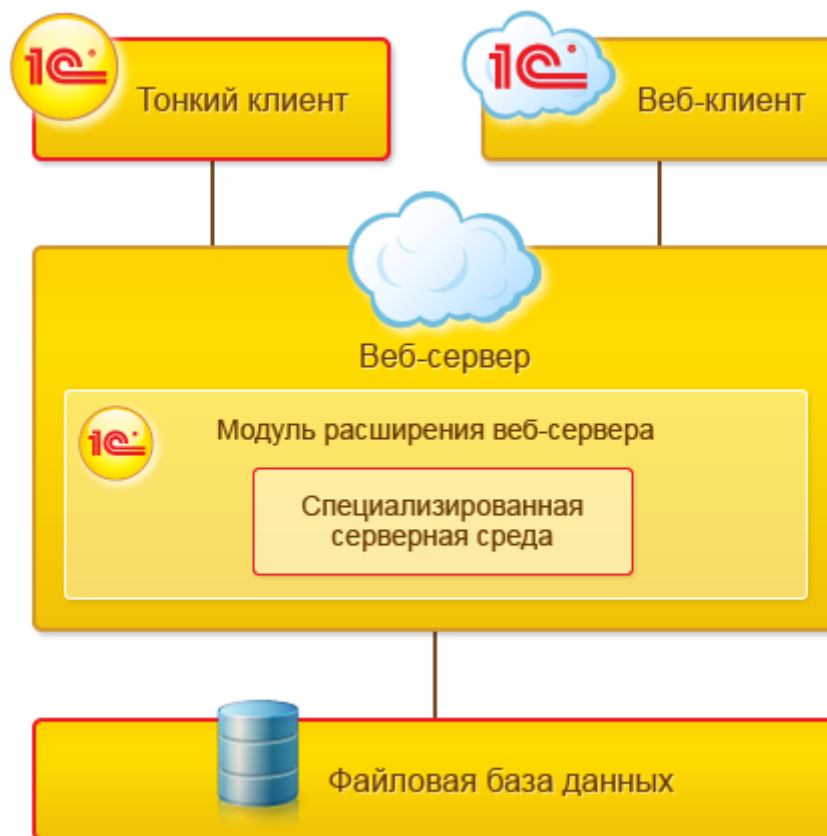 1С
Тонкий клиент
1С
Веб-клиент
Веб-сервер
1С
Модуль расширения веб-сервера
Специализированная
серверная среда
Файловая база данных